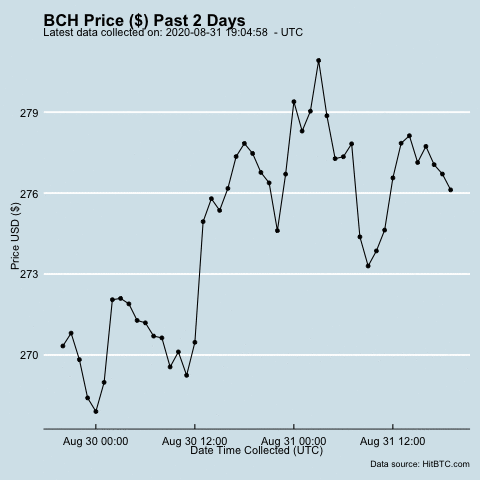 BCH Price ($) Past 2 Days
Latest data collected on: 2020-08-31 19:04:58 - UTC
279
276
273
270
Price USD ($)
Aug 30 00:00 Aug 30 12:00 Aug 31 00:00 Aug 31 12:00
Date Time Collected (UTC)
Data source: HitBTC.com